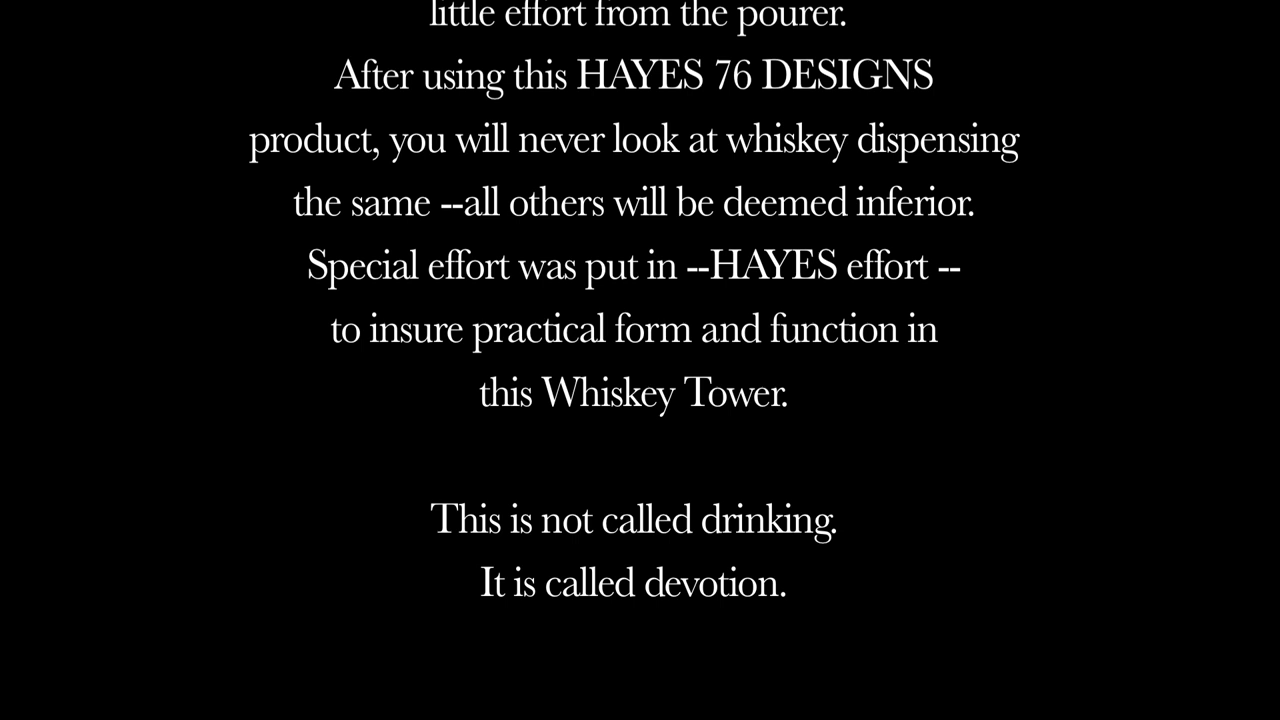 little effort from the pourer.
After using this HAYES 76 DESIGNS
product, you will never look at whiskey dispensing
the same --all others will be deemed inferior.
Special effort was put in --HAYES effort --
to insure practical form and function in
this Whiskey Tower.
This is not called drinking.
It is called devotion.